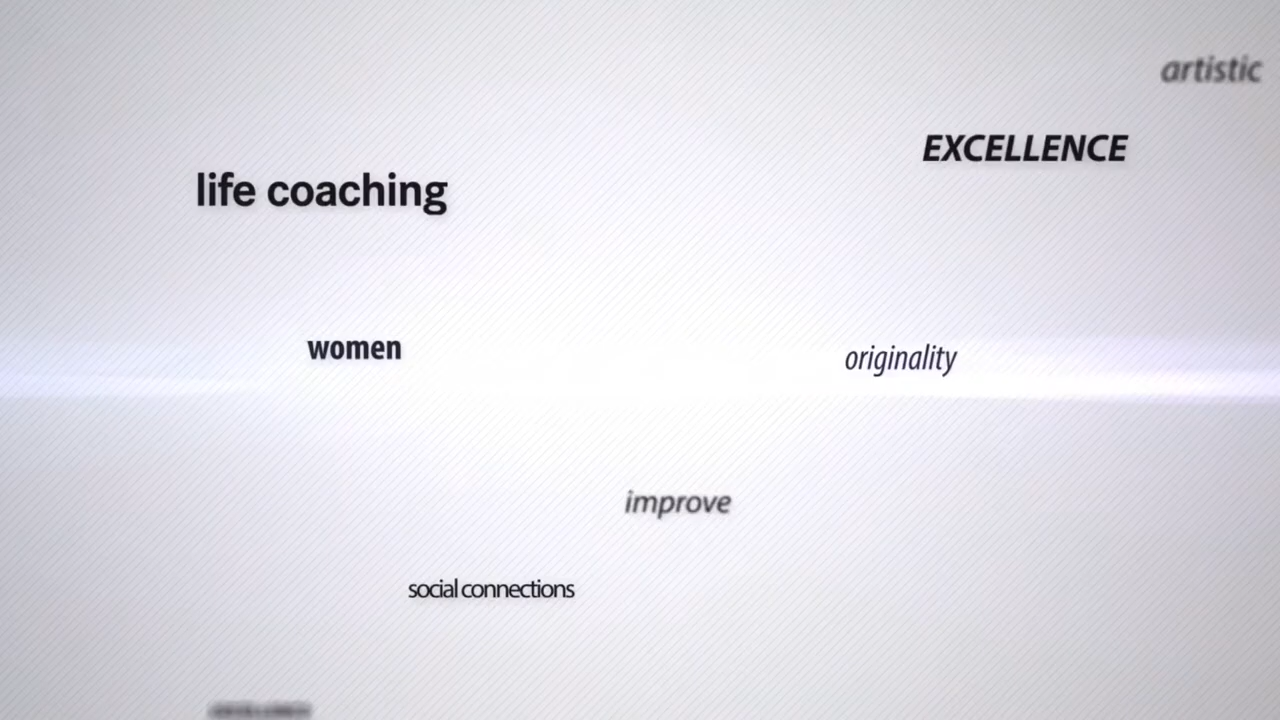 artistic
EXCELLENCE
life coaching
women
originality
improve
social connections